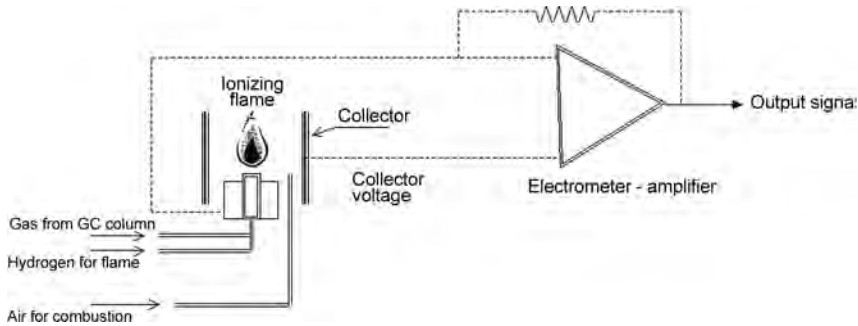 Ionizing
flame
Collector
Output signa
Collector
voltage
Electrometer - amplifier
Gas from GC column
Hydrogen for flame
Air for combustion